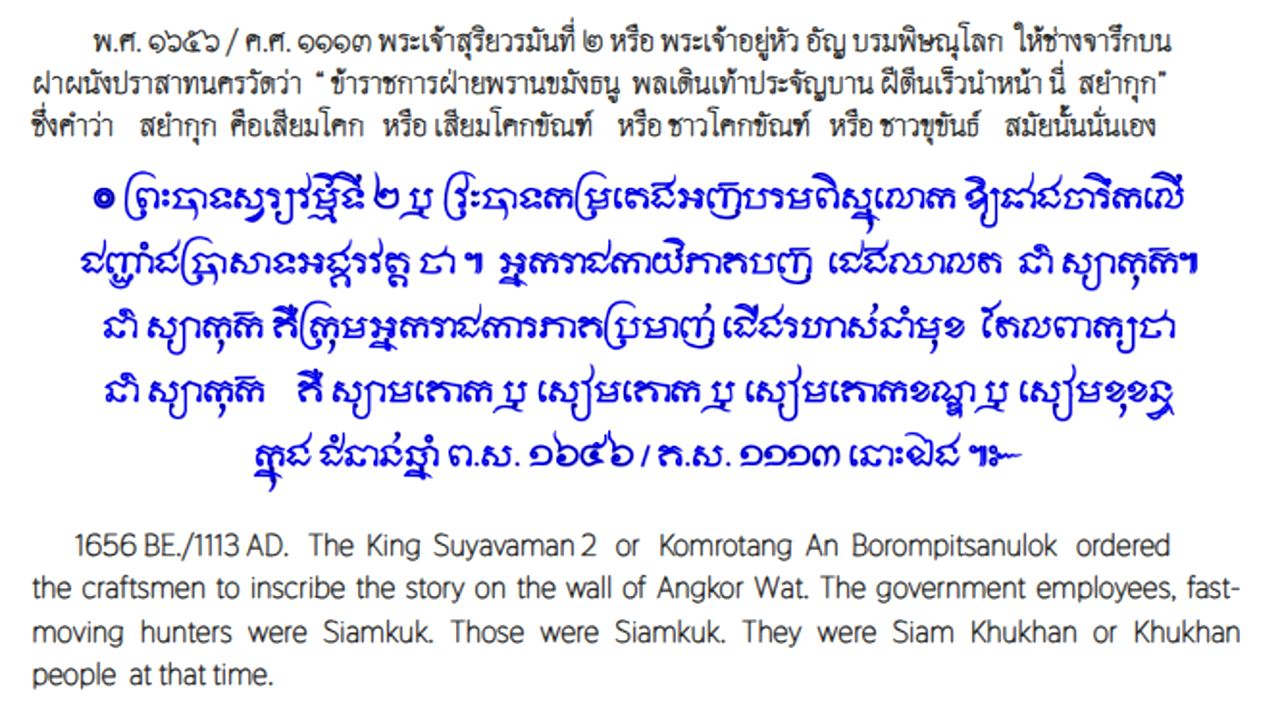 พ.ศ. ๑๖๕๖ / ค.ศ. ๑๑๑๓ พระเจ้าสุริยวรมันที่ ๒ หรือ พระเจ้าอยู่หัว อัญ บรมพิษณุโลก ให้ช่างจารึกบน
ฝาผนังปราสาทนครวัดว่า “ ข้าราชการฝ่ายพรานขมังธนู พลเดินเท้าประจัญบาน ฝีตีนเร็วนำหน้า นี่ สยำกุก”
ซึ่งคำว่า สยำกุก คือเสียมโคก หรือ เสียมโคกขัณฑ์ หรือ ชาวโคกขัณฑ์ หรือ ชาวขุขันธ์ สมัยนั้นนั่นเอง
๏ ព្រះបាទសូរ្យវម៌្មទី ២ ឬ វ្រះបាទកម្រតេងអញ៑បរមពិស្នុលោក ឱ្យជាងចារឹកលើ
ជញ្ជាំងប្រាសាទអង្គរវត្ត ថា ៕ អ្នករាជការយិភាគបញ៑ ជេងឈាលត នាំ ស្យាកុក៑៕
នាំ ស្យាកុក៑ គឺក្រុមអ្នករាជការភាគប្រមាញ់ ជើងរហាស់នាំមុខ តែលពាក្យថា
នាំ ស្យាកុក៑ គឺ ស្យាមគោក ឬ សៀមគោក ឬ សៀមគោកខណ្ឌ ឬ សៀមខុខន្ធ
ក្នុង ជំនាន់ឆ្នាំ ព.ស. ១៦៥៦ / គ.ស. ១១១៣ នោះឯង ៕៚
1656 BE./1113 AD. The King Suyavaman 2 or Komrotang An Borompitsanulok ordered
the craftsmen to inscribe the story on the wall of Angkor Wat. The government employees, fast-
moving hunters were Siamkuk. Those were Siamkuk. They were Siam Khukhan or Khukhan
people at that time.